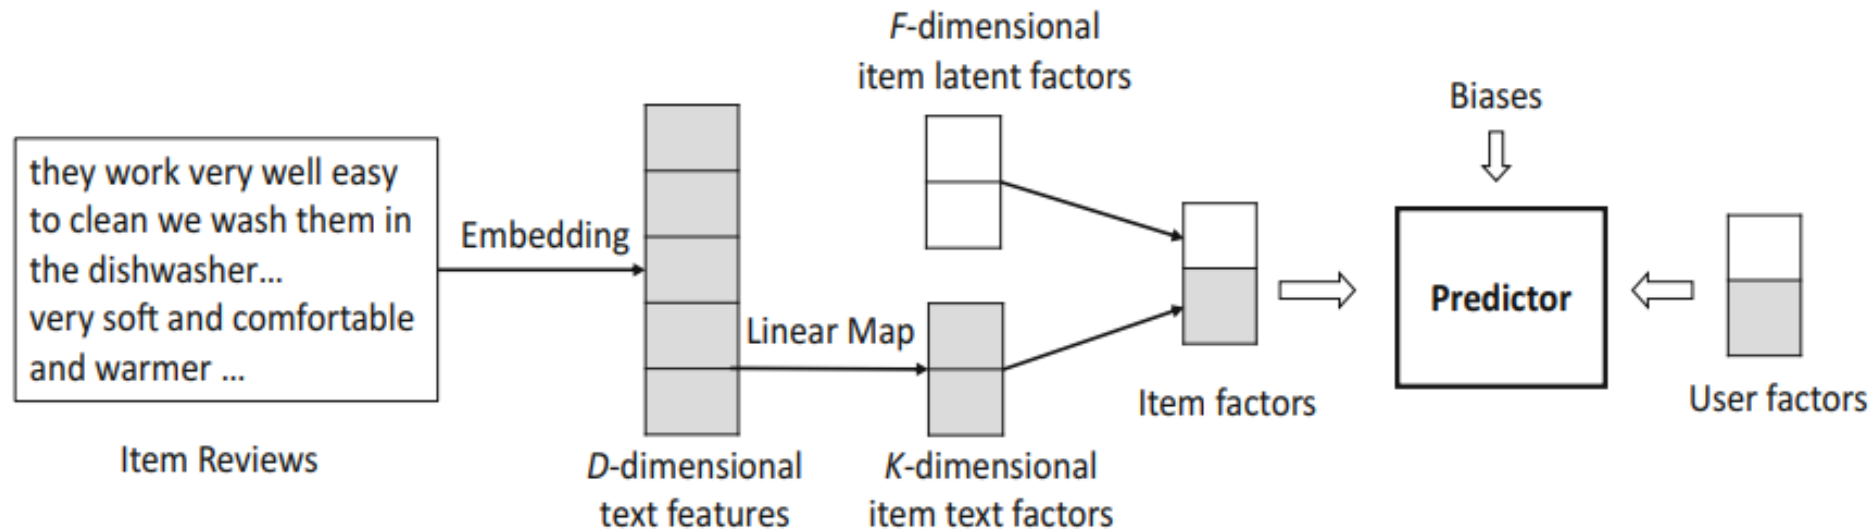 they work very well easy
to clean we wash them in
the dishwasher...
very soft and comfortable
and warmer ...
Item Reviews
Embedding
D-dimensional
text features
Linear Map
F-dimensional
item latent factors
K-dimensional
item text factors
Item factors
Biases
Predictor
User factors